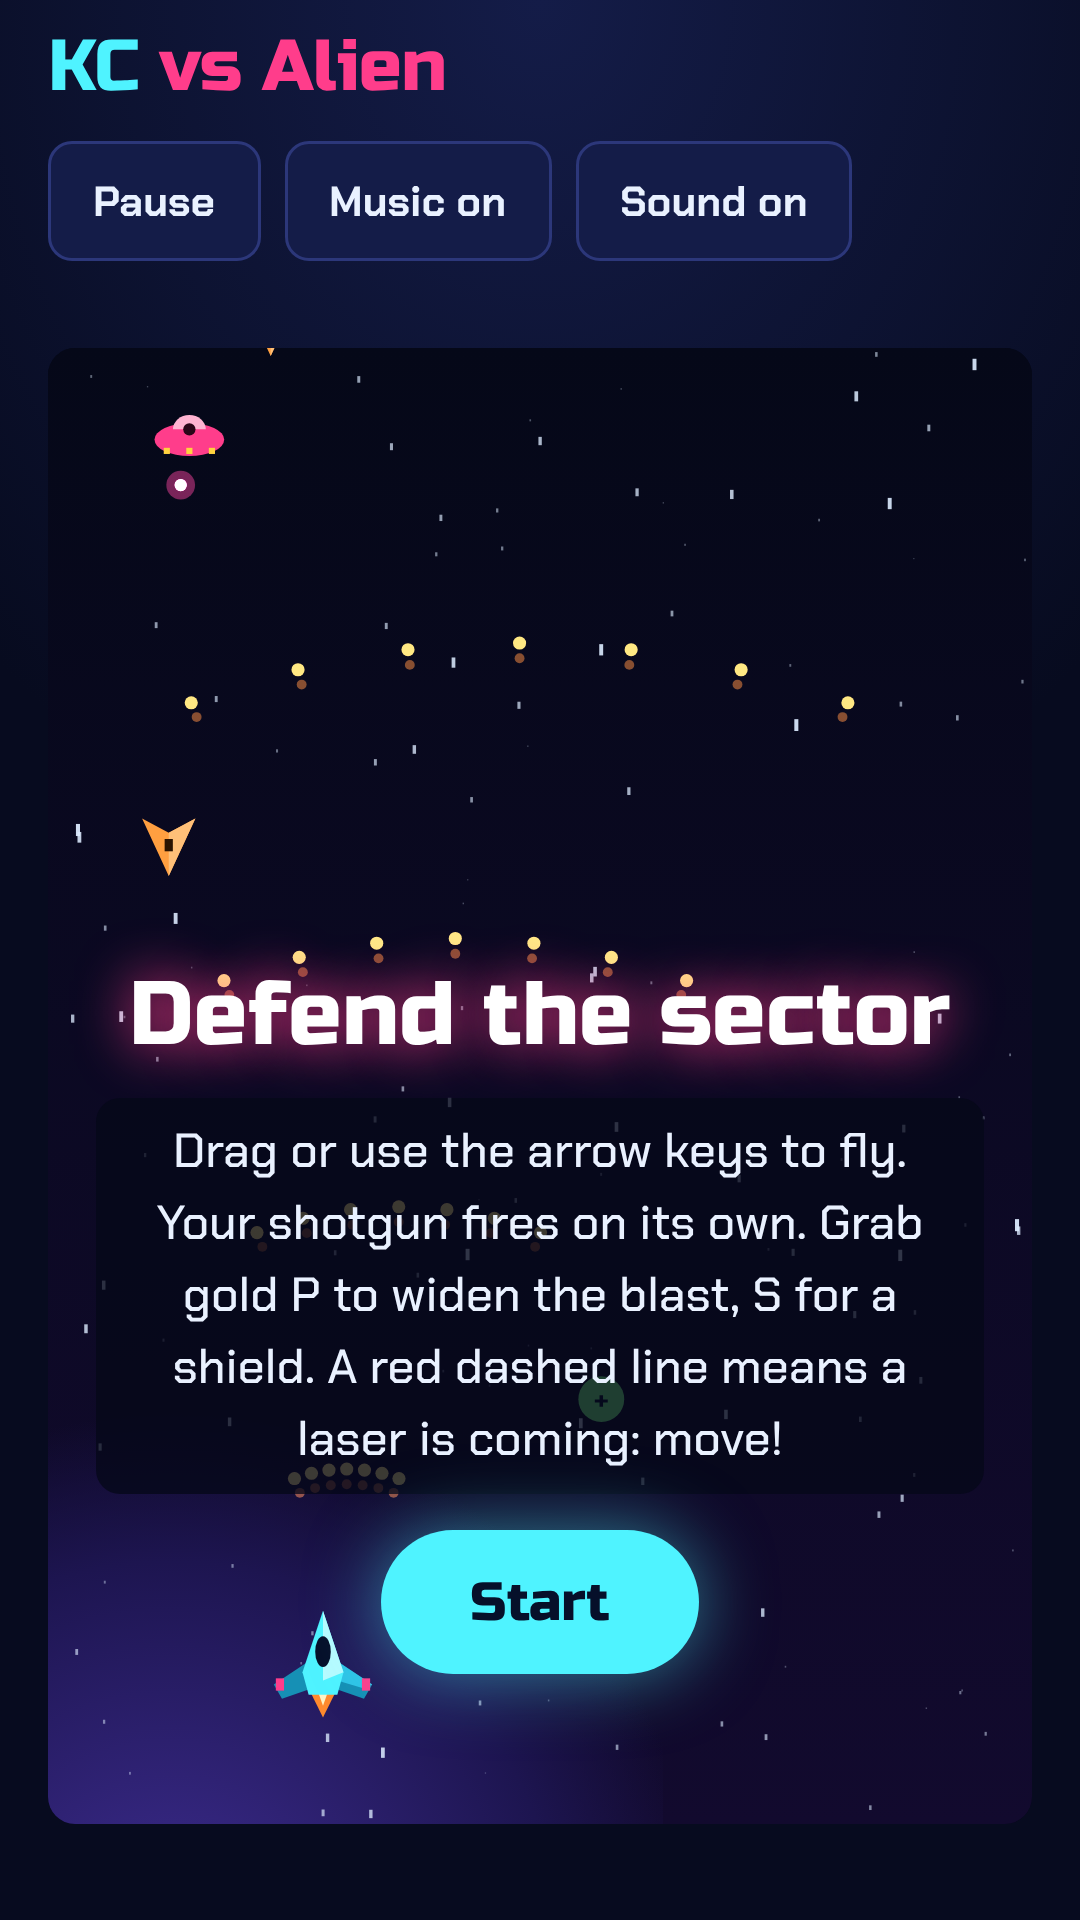 KC vs Alien
Pause
Music on
Sound on
Defend the sector
Drag or use the arrow keys to fly.
Your shotgun fires on its own. Grab
gold P to widen the blast, S for a
shield. A red dashed line means a
laser is coming: move!
+
Start